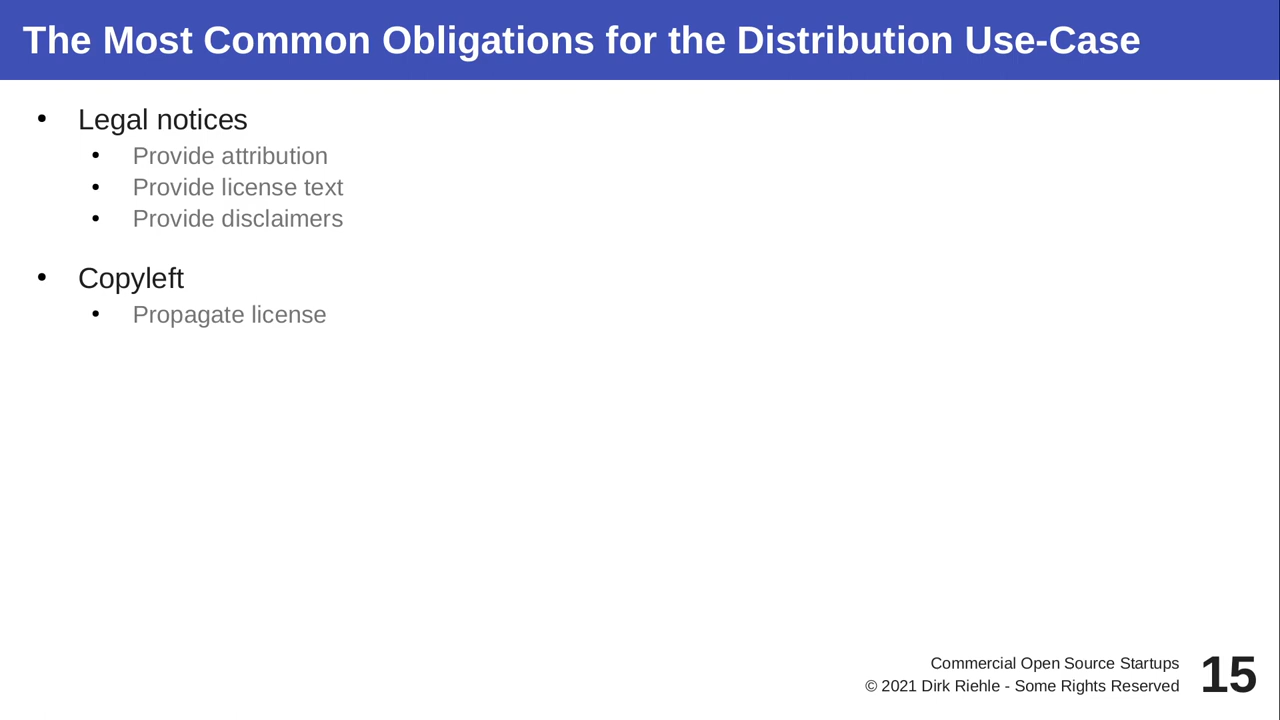 The Most Common Obligations for the Distribution Use-Case
• Legal notices
• Provide attribution
• Provide license text
• Provide disclaimers
• Copyleft
• Propagate license
Commercial Open Source Startups
© 2021 Dirk Riehle - Some Rights Reserved
15